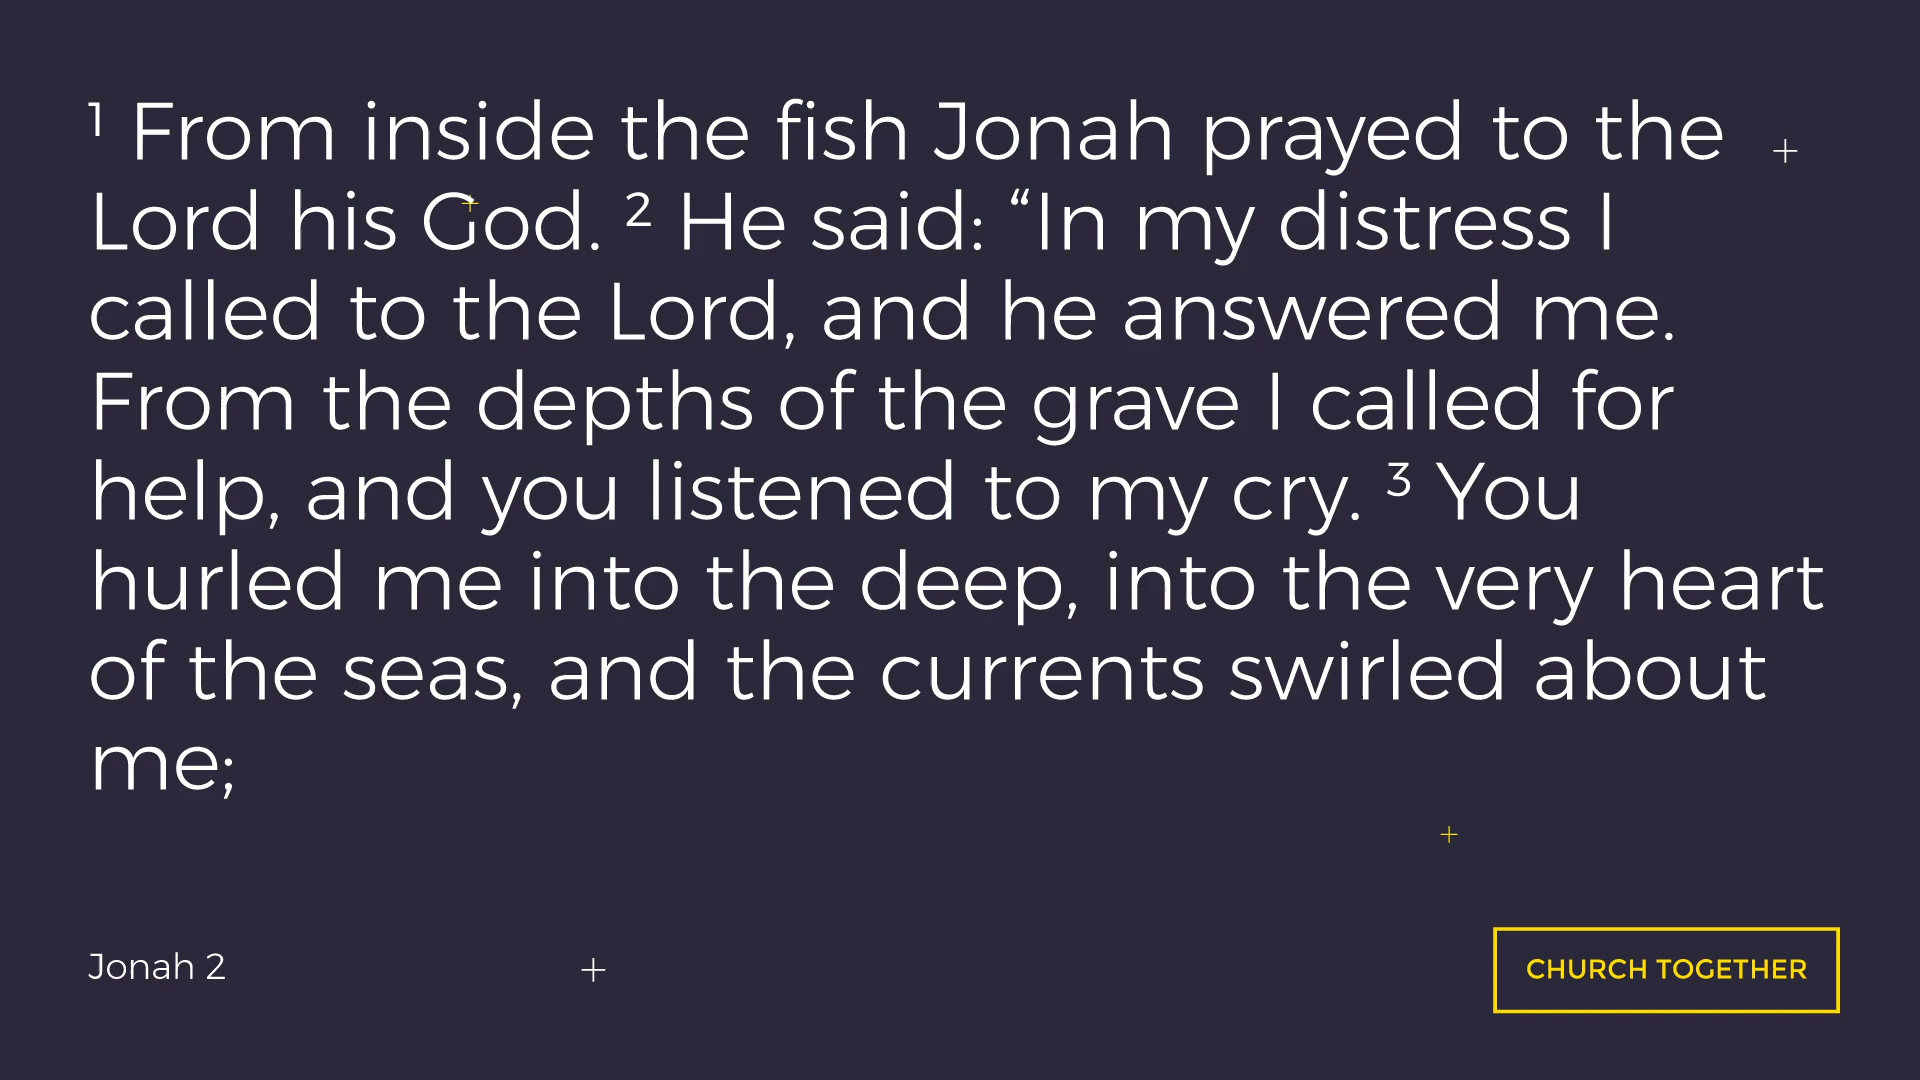 ¹ From inside the fish Jonah prayed to the
Lord his God. ² He said: “In my distress I
called to the Lord, and he answered me.
From the depths of the grave I called for
help, and you listened to my cry. ³ You
hurled me into the deep, into the very heart
of the seas, and the currents swirled about
me;
Jonah 2
CHURCH TOGETHER